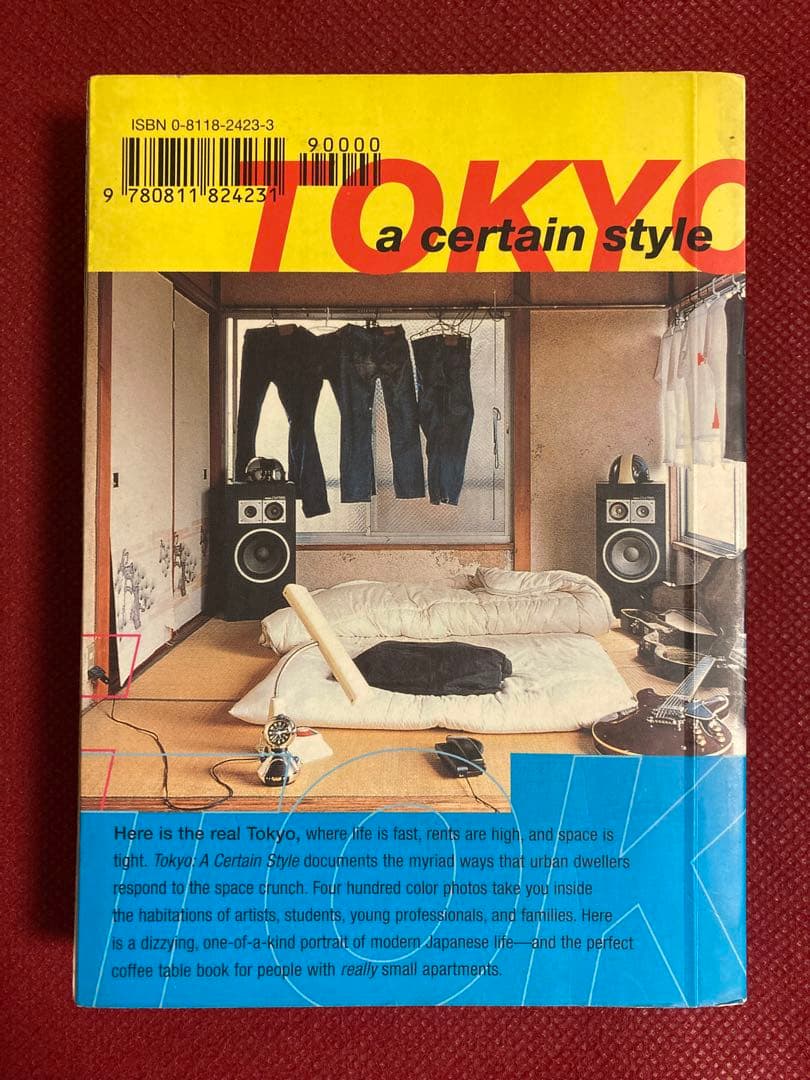 ISBN 0-8118-2423-3
90000
9 780811 824231
TOKYO
a certain style
TOK
Here is the real Tokyo, where life is fast, rents are high, and space is
tight. Tokyo: A Certain Style documents the myriad ways that urban dwellers
respond to the space crunch. Four hundred color photos take you inside
the habitations of artists, students, young professionals, and families. Here
is a dizzying, one-of-a-kind portrait of modern Japanese life—and the perfect
coffee table book for people with really small apartments.